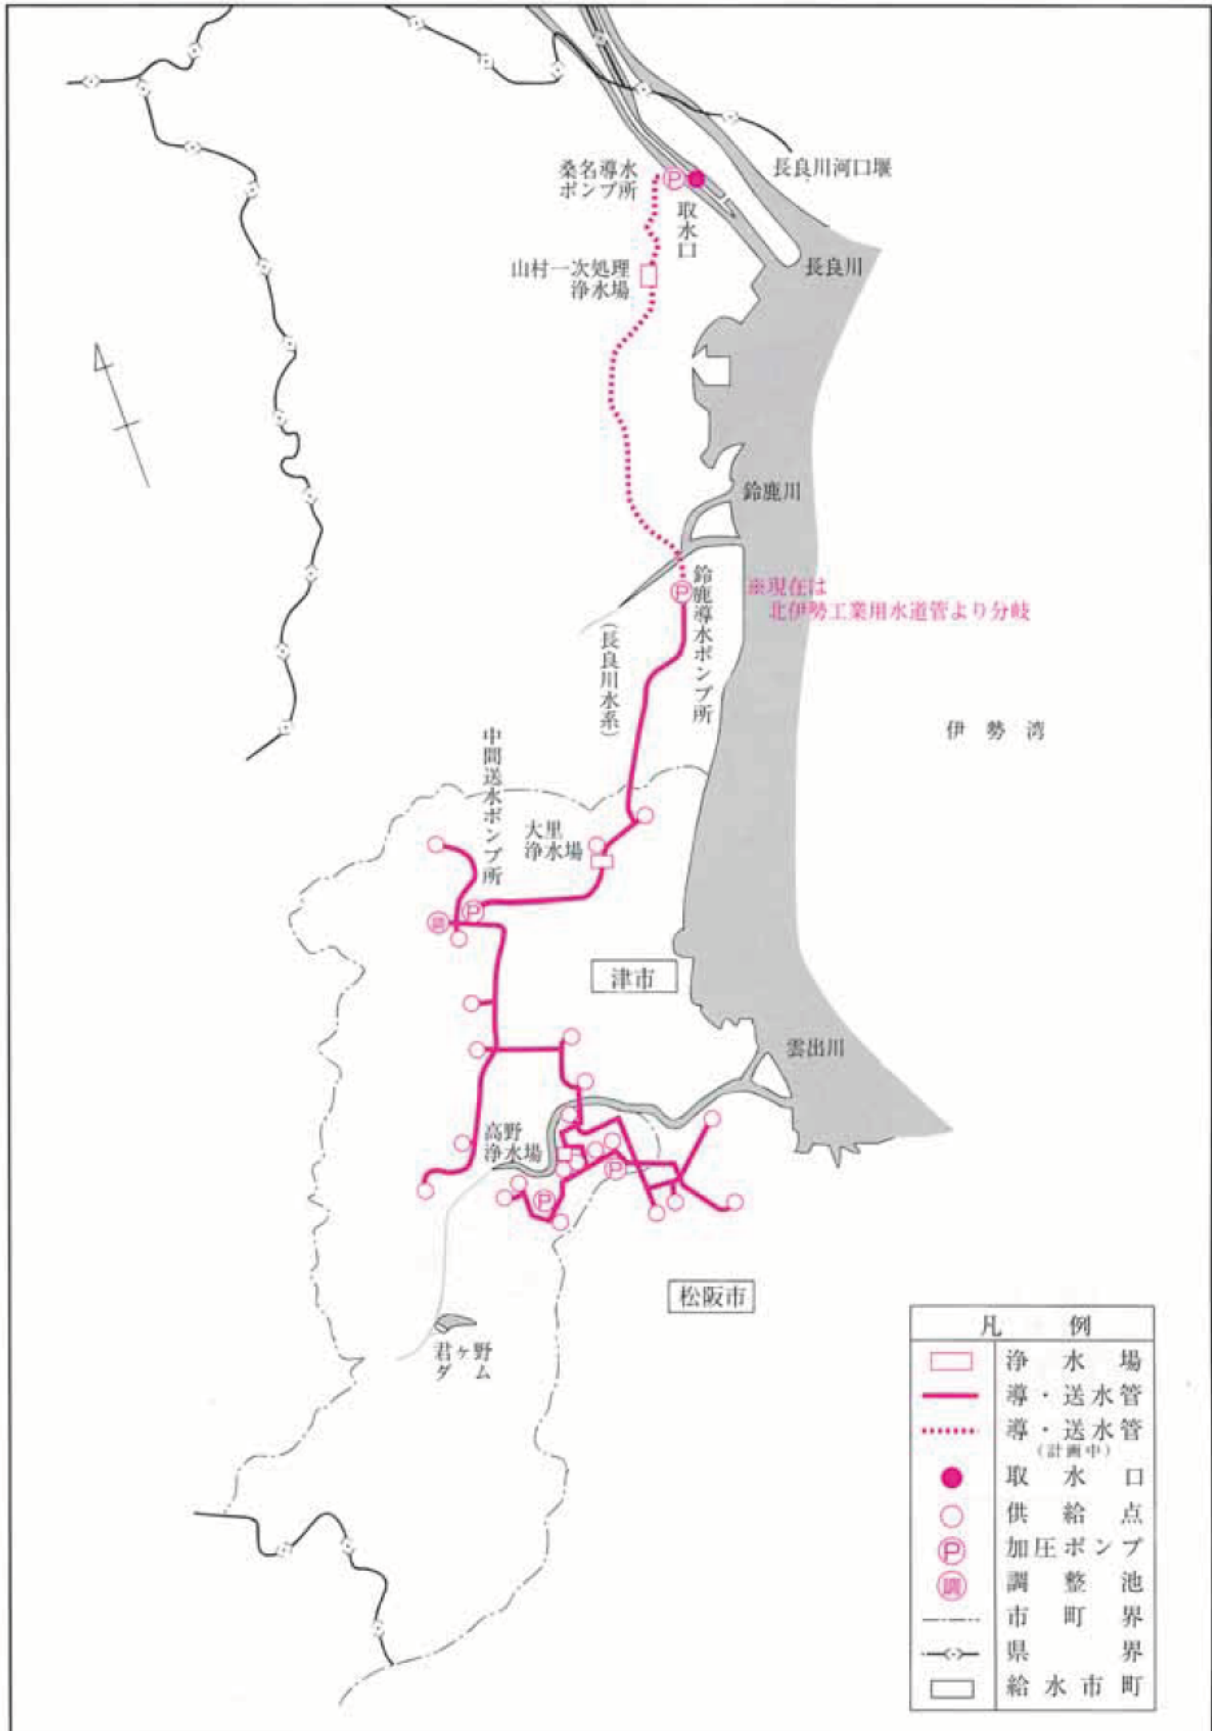 桑名導水
ポンプ所
Ⓟ
取水口
長良川河口堰
長良川
山村一次処理
浄水場
鈴鹿川
Ⓟ
鈴鹿導水ポンプ所
※現在は
北伊勢工業用水道管より分岐
(長良川水系)
伊勢湾
中間送水ポンプ所
大里
浄水場
Ⓟ
調
津市
雲出川
高野
浄水場
Ⓟ
Ⓟ
松阪市
君ヶ野
ダム
凡例
浄水場
導・送水管
導・送水管
(計画中)
取水口
供給点
Ⓟ 加圧ポンプ
調 調整池
市町界
県界
給水市町